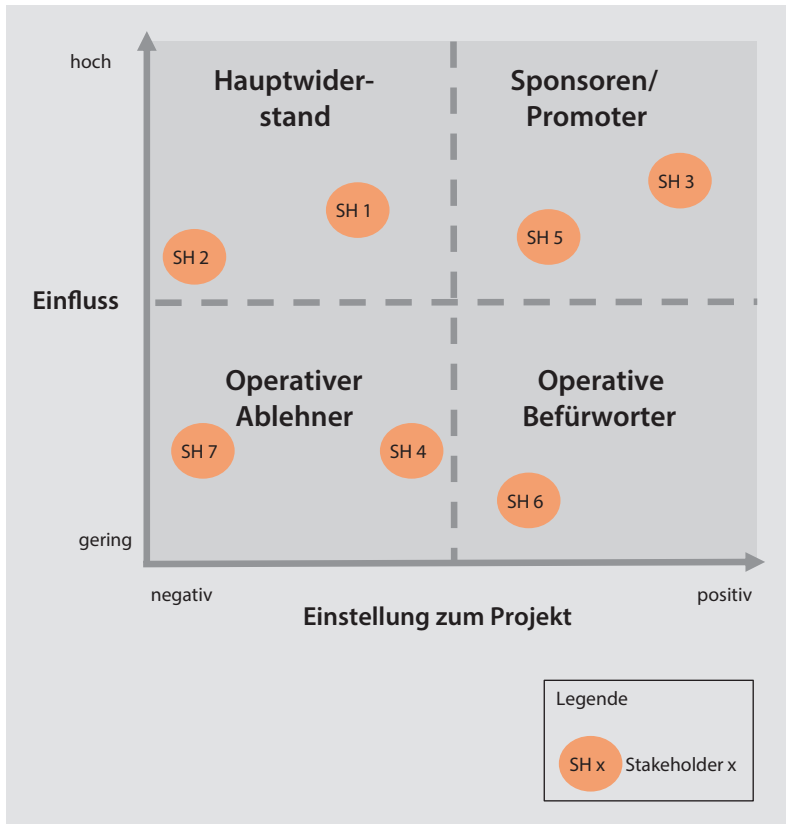 hoch
Hauptwider-
stand
Sponsoren/
Promoter
SH 3
SH 1
SH 5
SH 2
Einfluss
Operativer
Ablehner
Operative
Befürworter
SH 7
SH 4
SH 6
gering
negativ
positiv
Einstellung zum Projekt
Legende
SH x Stakeholder x